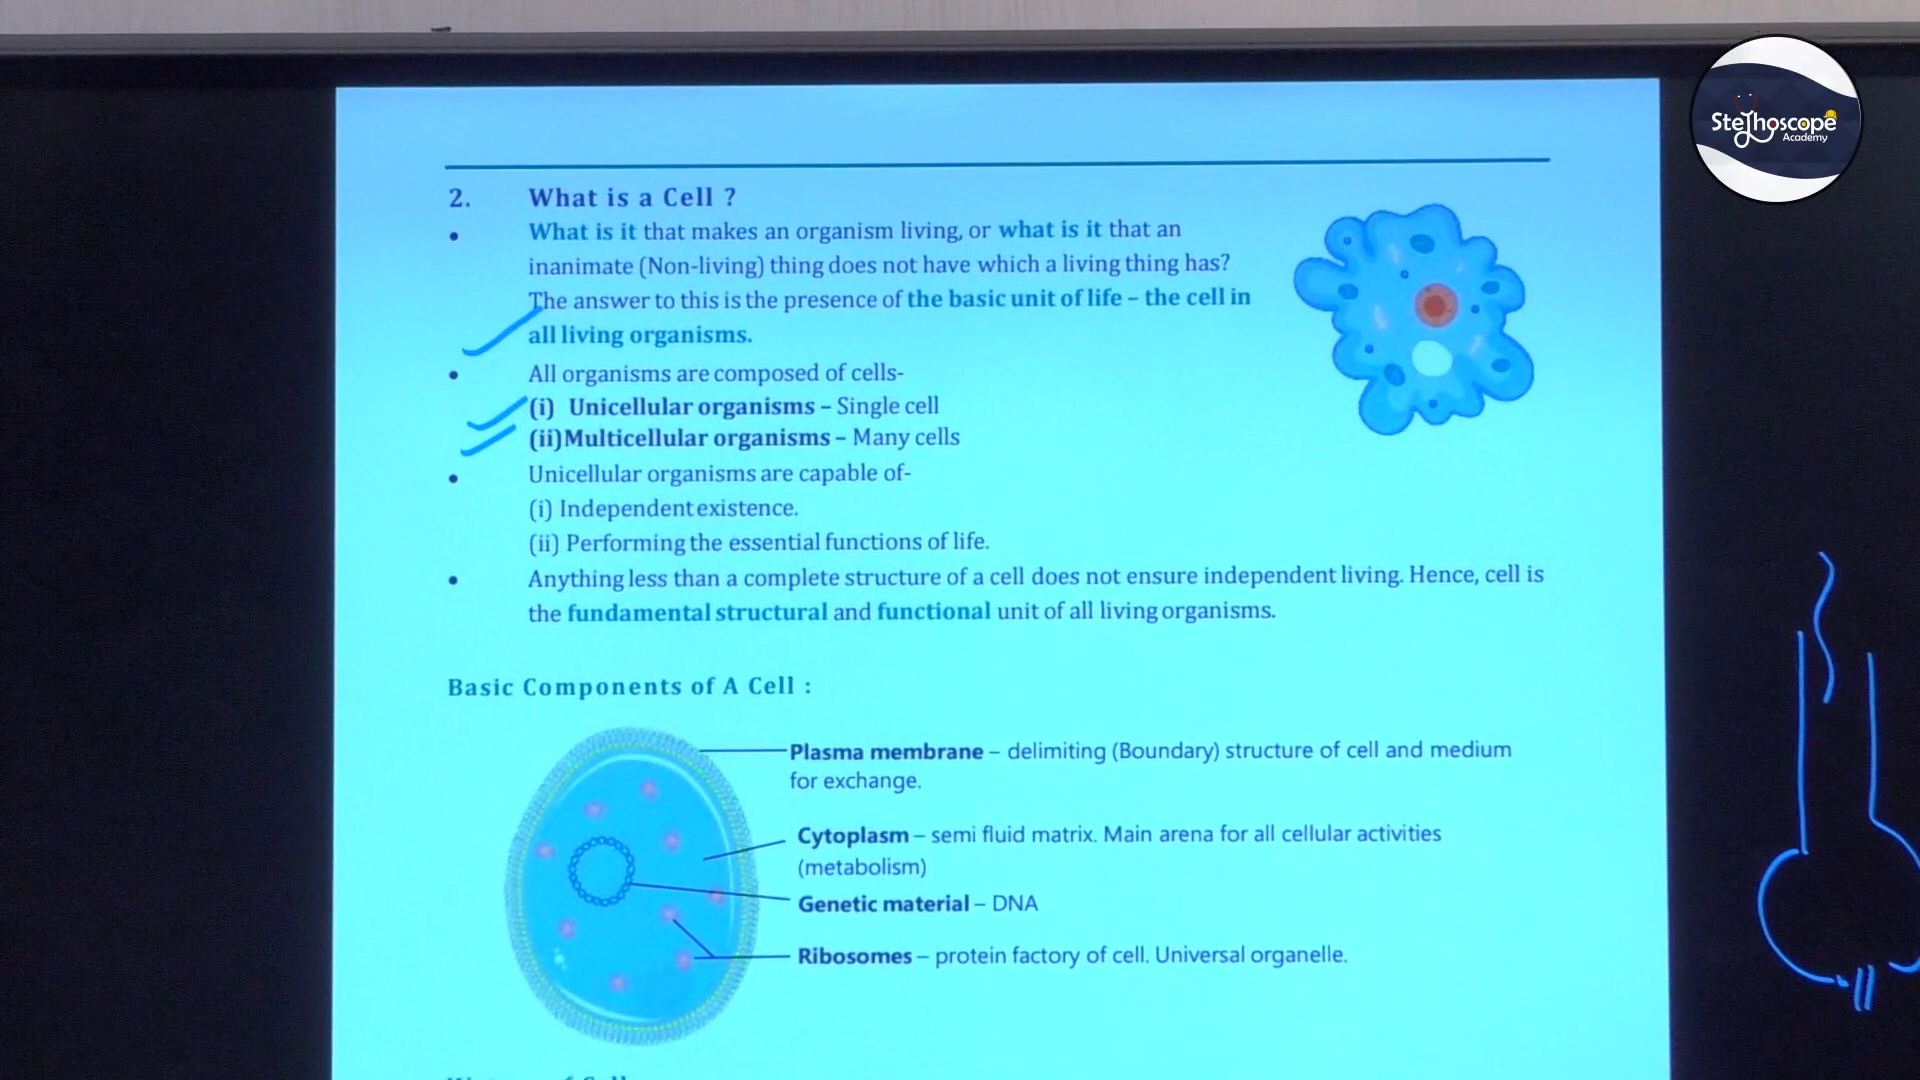 Stethoscope
Academy
2. What is a Cell ?
• What is it that makes an organism living, or what is it that an
inanimate (Non-living) thing does not have which a living thing has?
The answer to this is the presence of the basic unit of life – the cell in
all living organisms.
• All organisms are composed of cells-
(i) Unicellular organisms – Single cell
(ii)Multicellular organisms – Many cells
• Unicellular organisms are capable of-
(i) Independent existence.
(ii) Performing the essential functions of life.
• Anything less than a complete structure of a cell does not ensure independent living. Hence, cell is
the fundamental structural and functional unit of all living organisms.
Basic Components of A Cell :
Plasma membrane – delimiting (Boundary) structure of cell and medium
for exchange.
Cytoplasm – semi fluid matrix. Main arena for all cellular activities
(metabolism)
Genetic material – DNA
Ribosomes – protein factory of cell. Universal organelle.